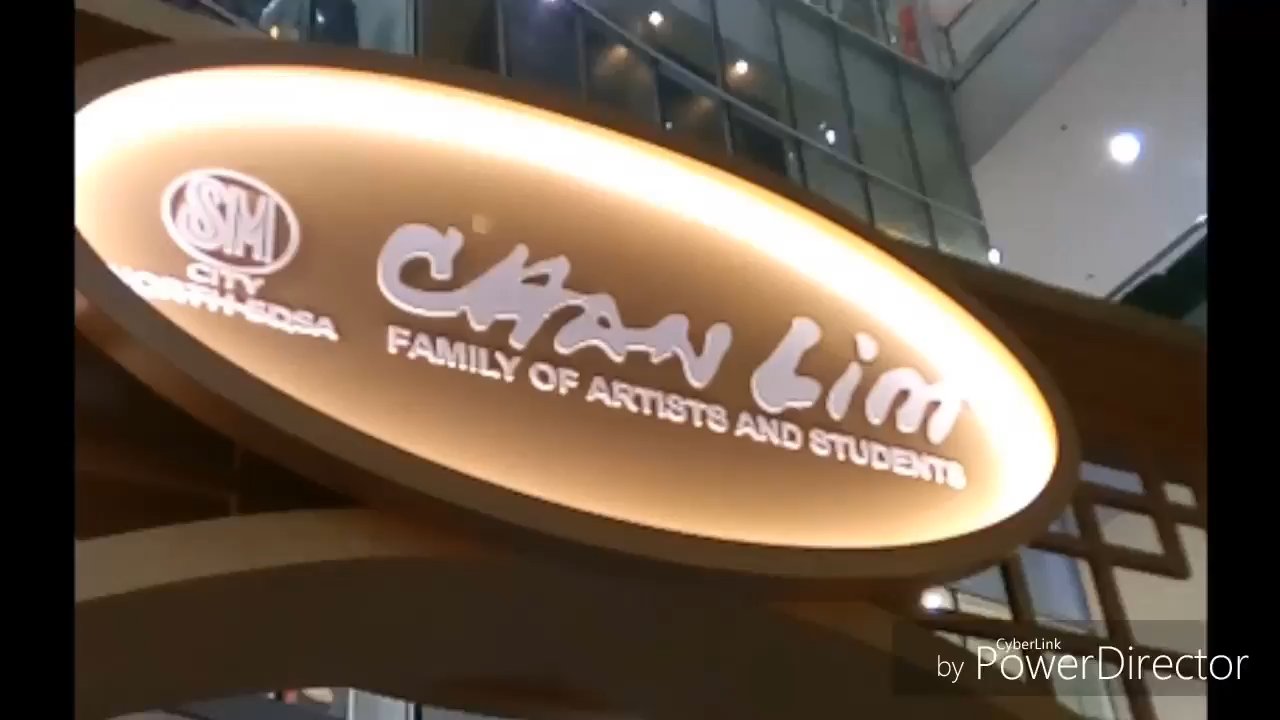 SM
CITY
NORTH EDSA
CHAN LIM
FAMILY OF ARTISTS AND STUDENTS
CyberLink
by PowerDirector